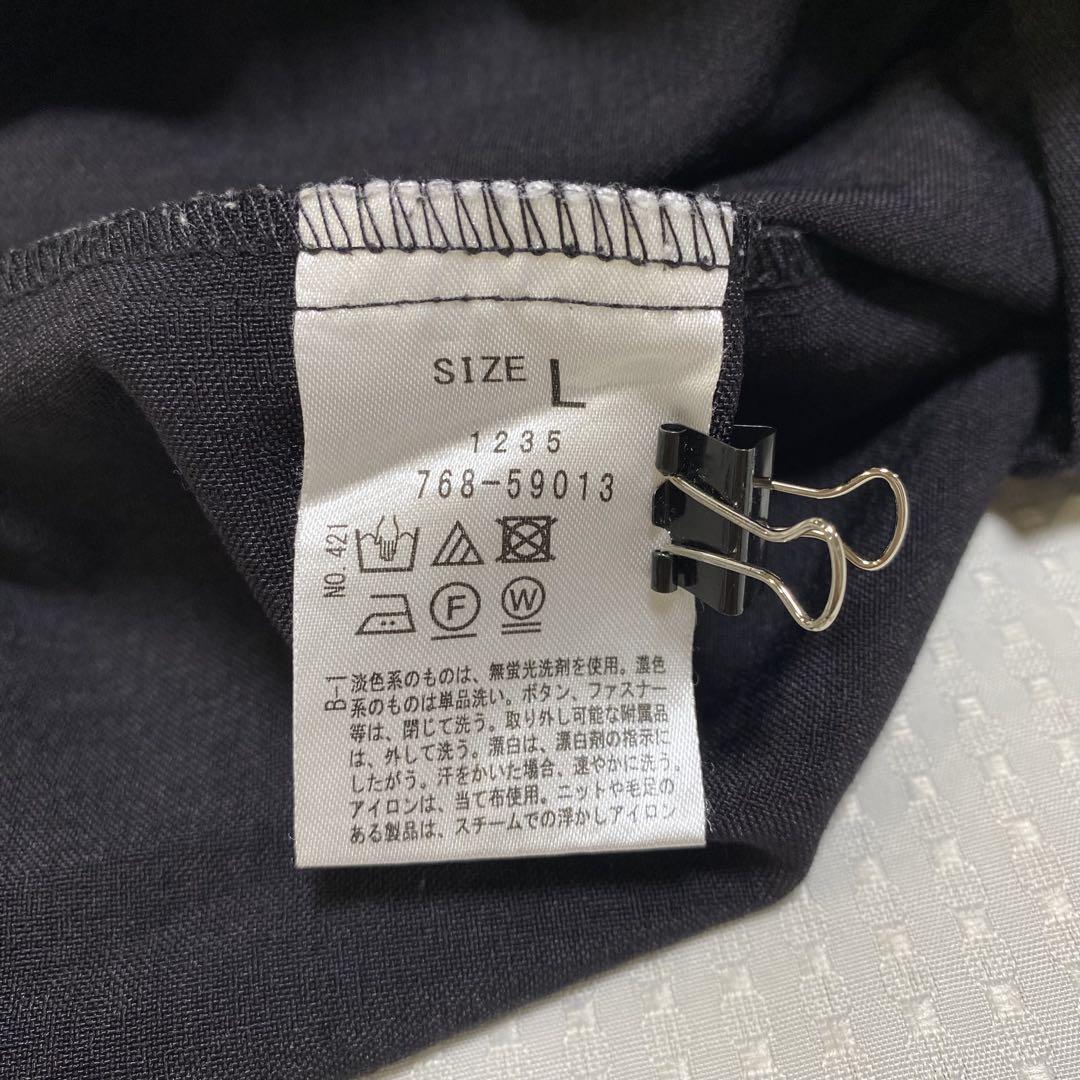 SIZE L
1235
768-59013
NO.421
F W
B-1
淡色系のものは、無蛍光洗剤を使用。濃色
系のものは単品洗い。ボタン、ファスナー
等は、閉じて洗う。取り外し可能な附属品
は、外して洗う。漂白は、漂白剤の指示に
したがう。汗をかいた場合、速やかに洗う。
アイロンは、当て布使用。ニットや毛足の
ある製品は、スチームでの浮かしアイロン